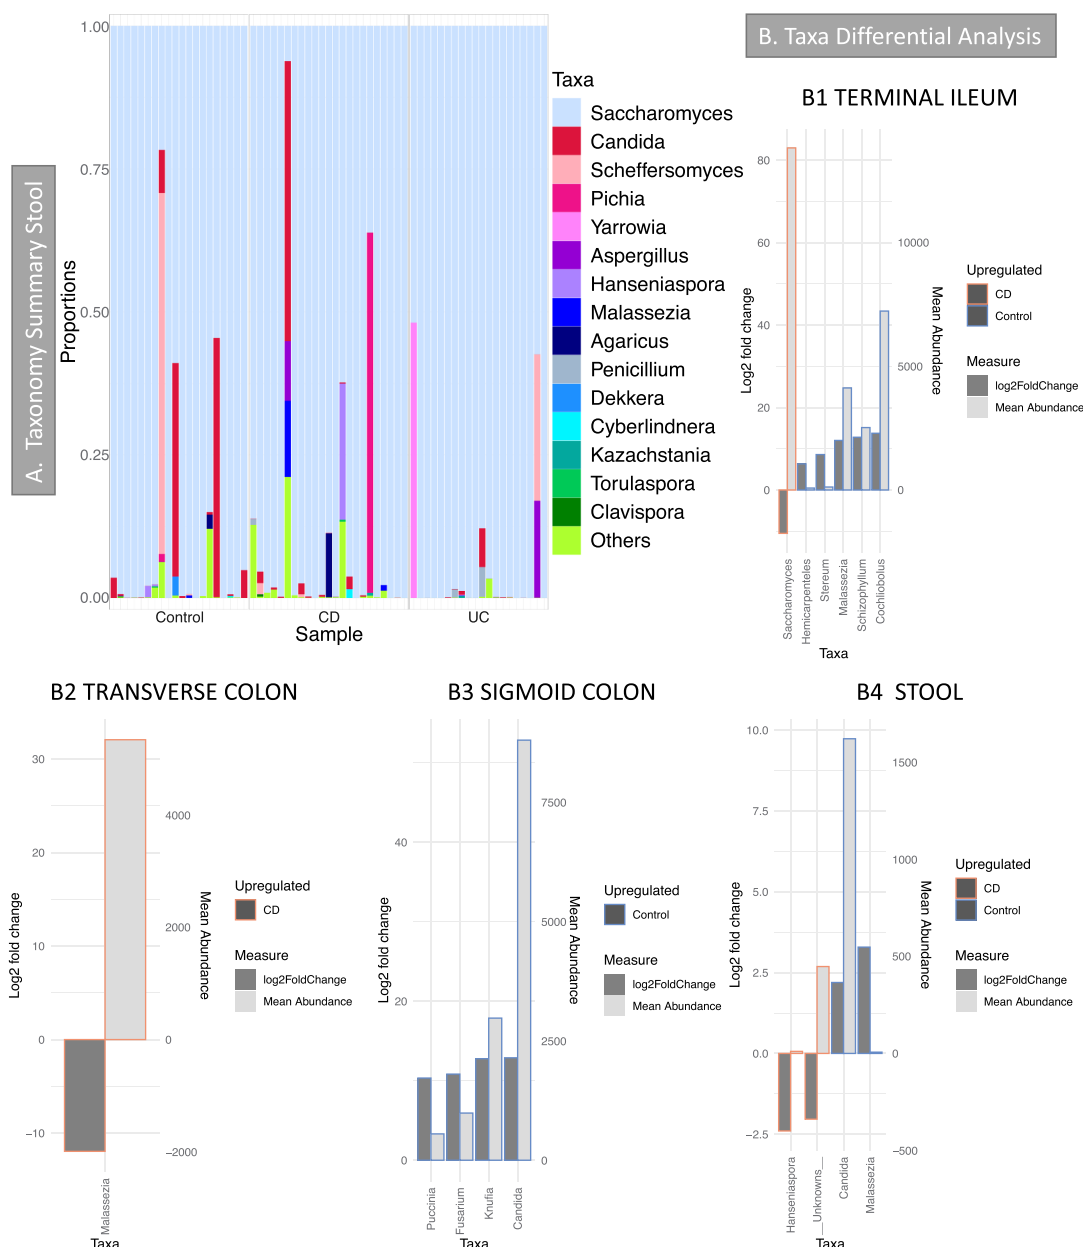 A. Taxonomy Summary Stool
Proportions
1.00
0.75
0.50
0.25
0.00
Control
CD
UC
Sample
Taxa
Saccharomyces
Candida
Scheffersomyces
Pichia
Yarrowia
Aspergillus
Hanseniaspora
Malassezia
Agaricus
Penicillium
Dekkera
Cyberlindnera
Kazachstania
Torulaspora
Clavispora
Others
B. Taxa Differential Analysis
B1 TERMINAL ILEUM
Log2 fold change
80
60
40
20
0
10000
5000
0
Mean Abundance
Saccharomyces
Hemicarpenteles
Stereum
Malassezia
Schizophyllum
Cochliobolus
Taxa
Upregulated
CD
Control
Measure
log2FoldChange
Mean Abundance
B2 TRANSVERSE COLON
Log2 fold change
30
20
10
0
−10
4000
2000
0
−2000
Mean Abundance
Malassezia
Taxa
Upregulated
CD
Measure
log2FoldChange
Mean Abundance
B3 SIGMOID COLON
Log2 fold change
40
20
0
7500
5000
2500
0
Mean Abundance
Puccinia
Fusarium
Knufia
Candida
Taxa
Upregulated
Control
Measure
log2FoldChange
Mean Abundance
B4 STOOL
Log2 fold change
10.0
7.5
5.0
2.5
0.0
−2.5
1500
1000
500
0
−500
Mean Abundance
Hanseniaspora
__Unknowns__
Candida
Malassezia
Taxa
Upregulated
CD
Control
Measure
log2FoldChange
Mean Abundance